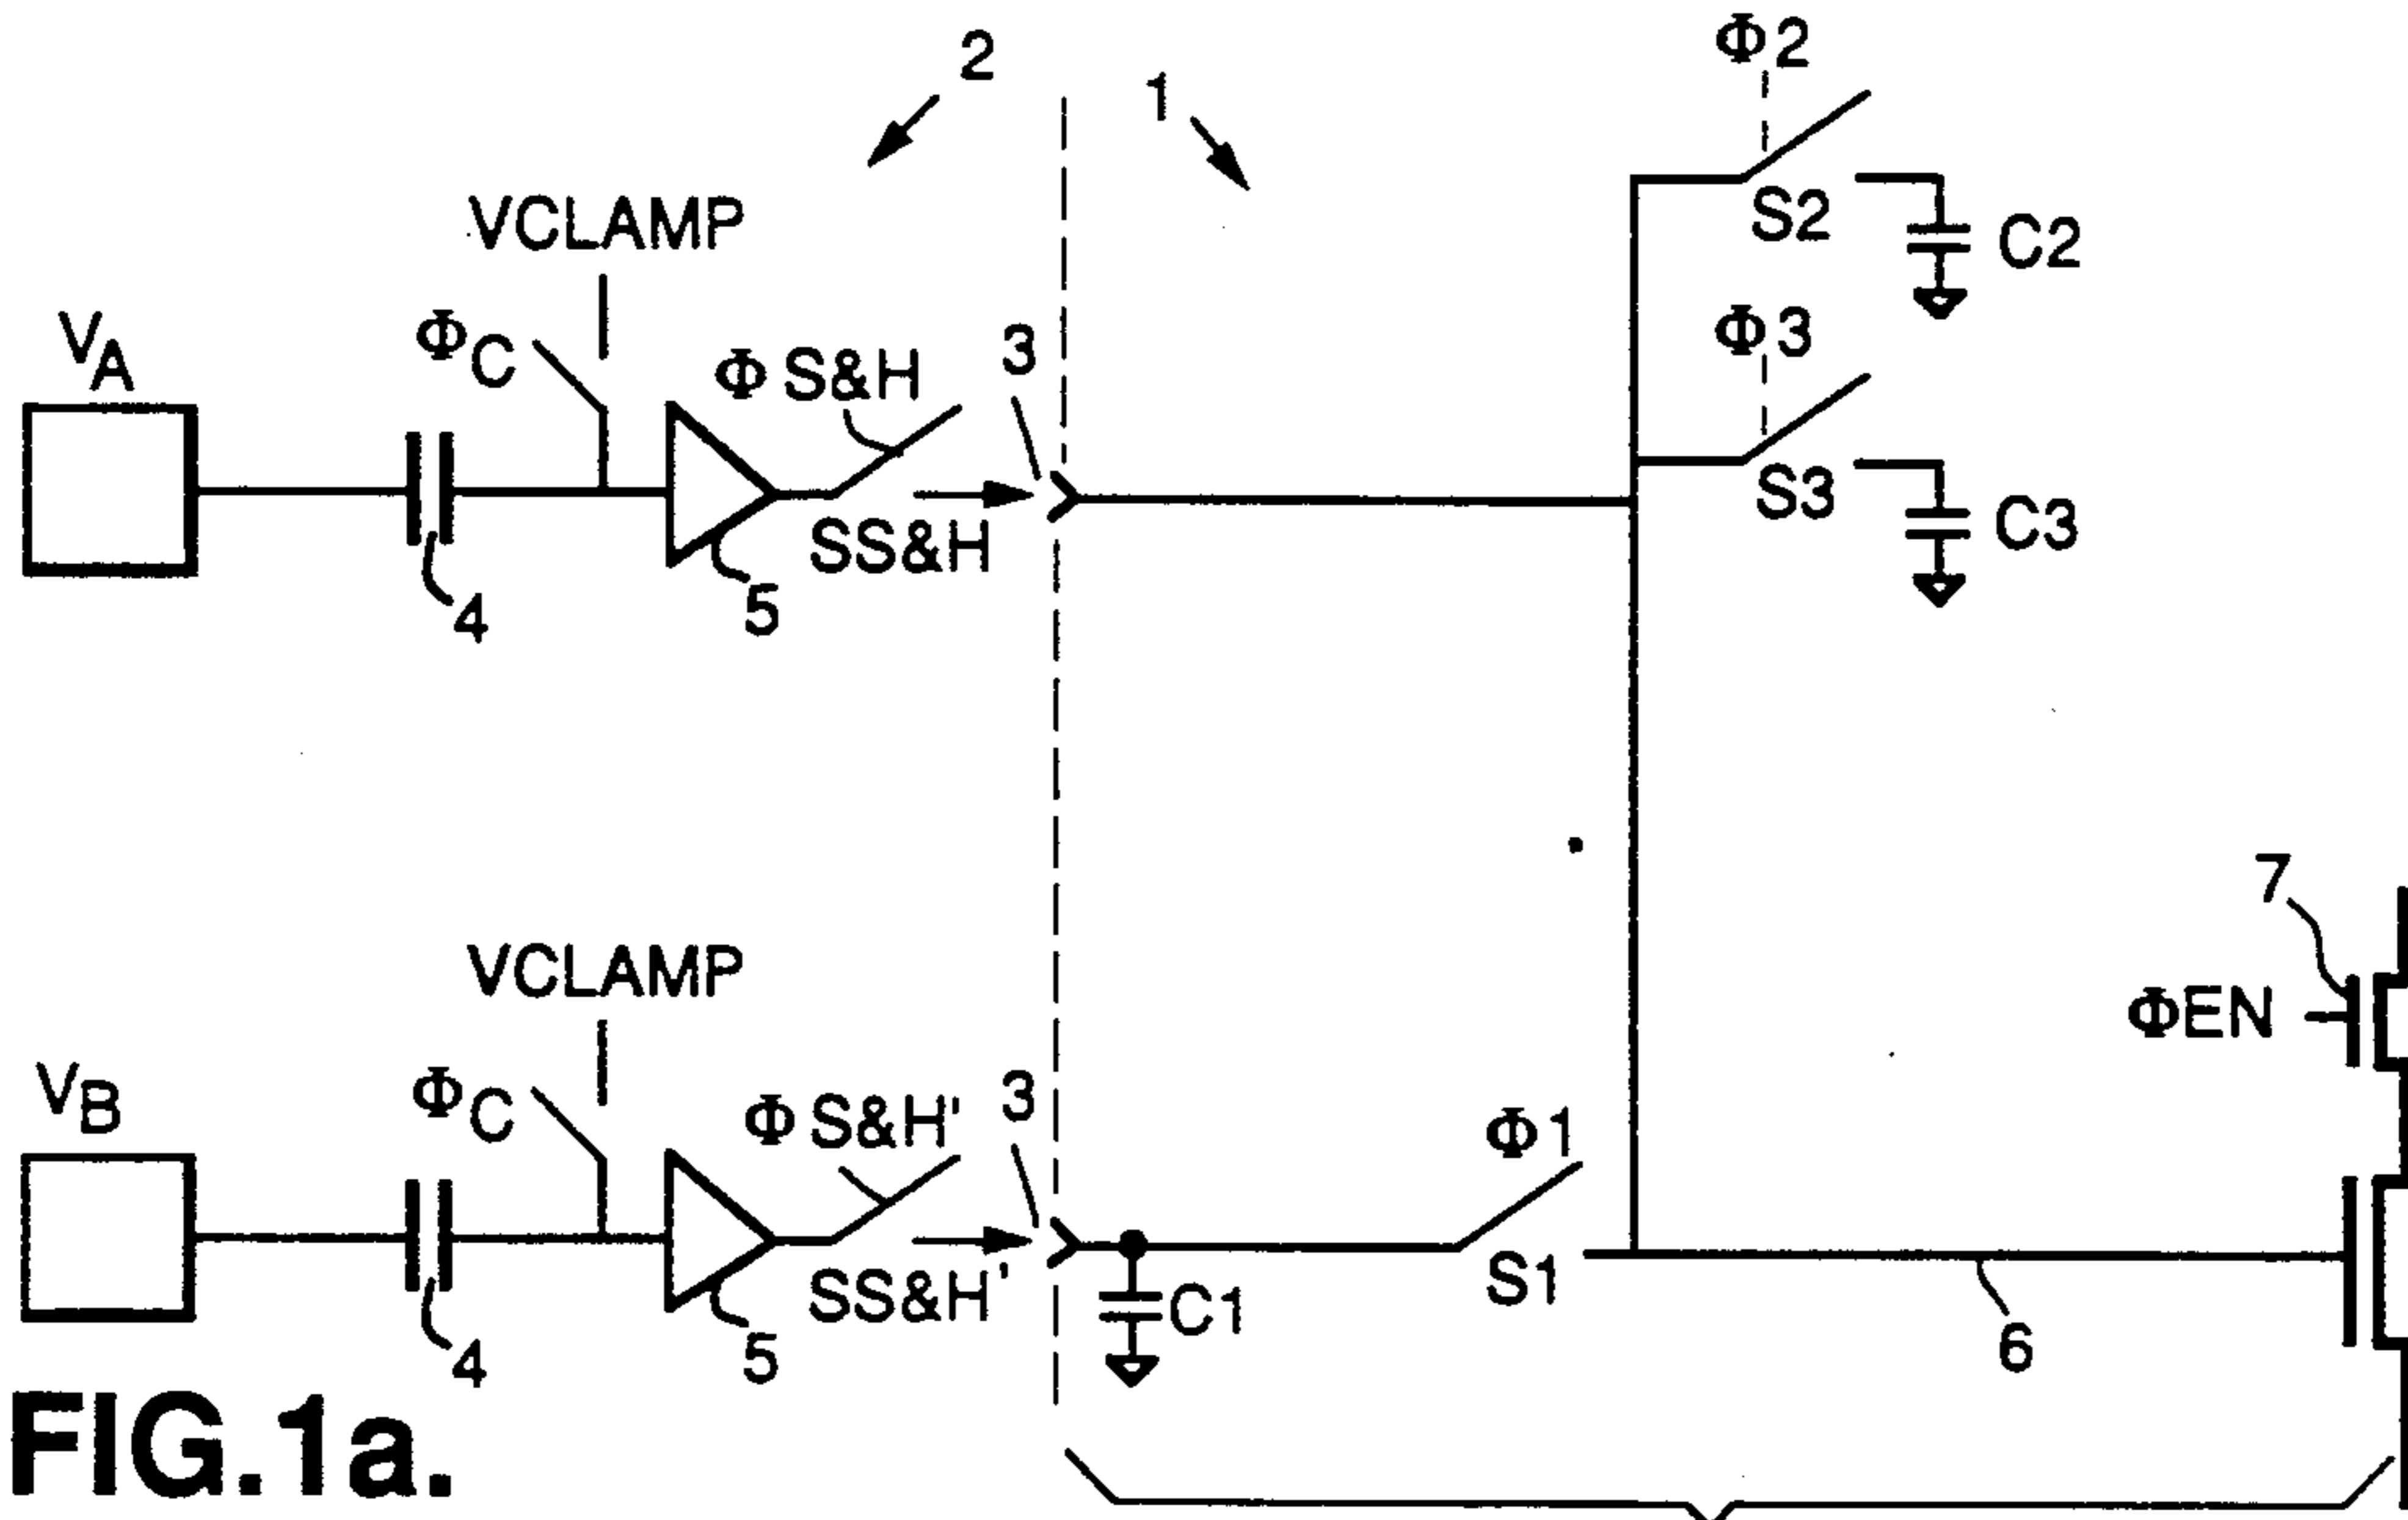 2
1
Φ2
VCLAMP
S2
C2
VA
ΦC
Φ S&H
3
Φ3
SS&H
S3
C3
4
5
VCLAMP
7
ΦEN
VB
ΦC
Φ S&H'
3
Φ1
SS&H'
C1
S1
6
4
5
FIG.1a.